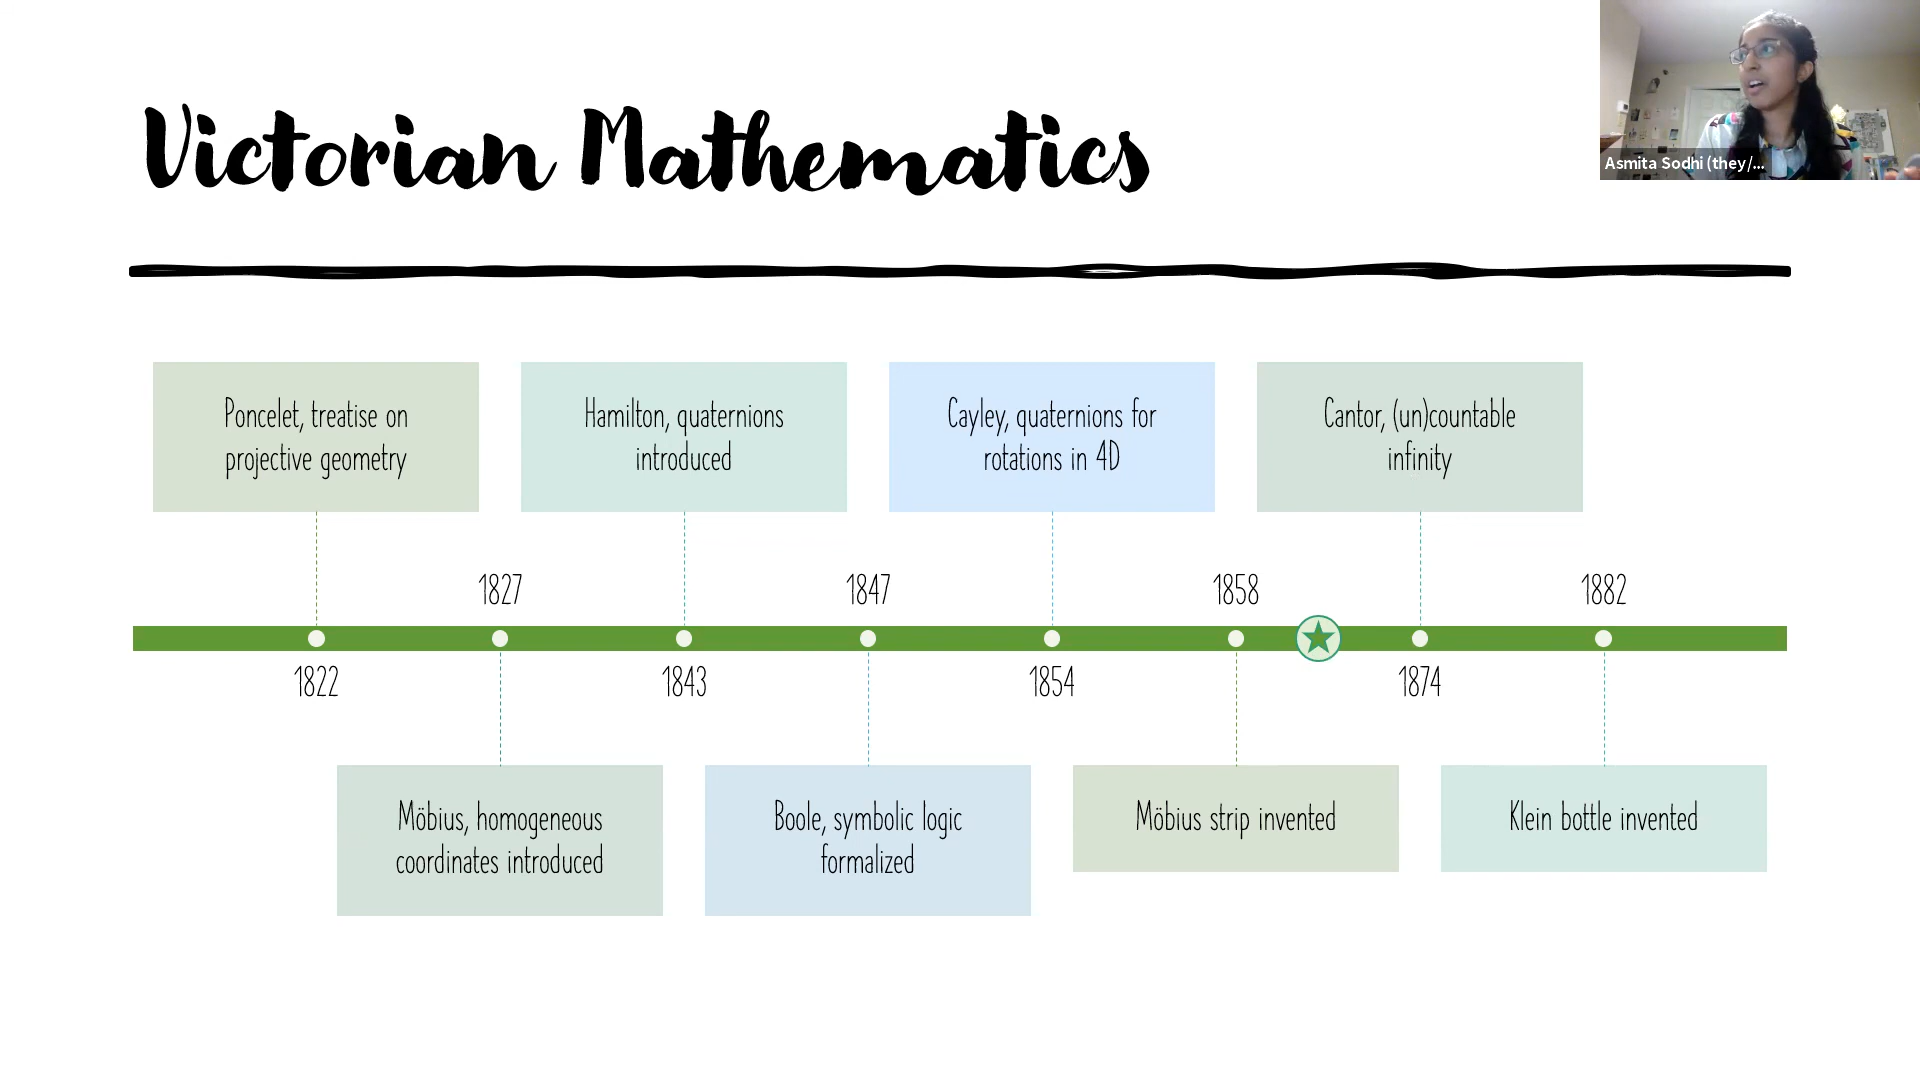 Victorian Mathematics
Asmita Sodhi (they/...
Poncelet, treatise on
projective geometry
Hamilton, quaternions
introduced
Cayley, quaternions for
rotations in 4D
Cantor, (un)countable
infinity
1827
1847
1858
1882
1822
1843
1854
1874
Möbius, homogeneous
coordinates introduced
Boole, symbolic logic
formalized
Möbius strip invented
Klein bottle invented